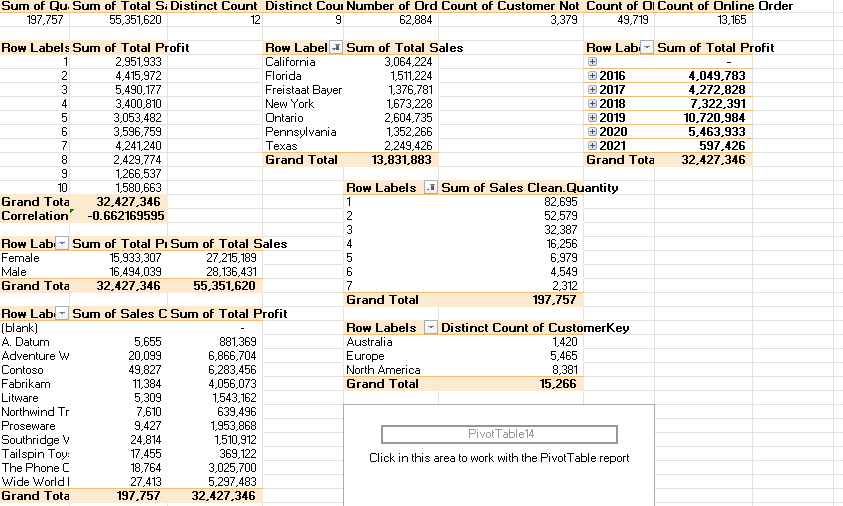 Sum of Qu Sum of Total S Distinct Count Distinct Cou Number of Ord Count of Customer Not Count of O Count of Online Order
197,757 55,351,620 12 9 62,884 3,379 49,719 13,165
Row Labels Sum of Total Profit
1 2,951,933
2 4,415,972
3 5,490,177
4 3,400,810
5 3,053,482
6 3,596,759
7 4,241,240
8 2,429,774
9 1,266,537
10 1,580,663
Grand Tota 32,427,346
Correlation -0.662169595
Row Label Sum of Total Sales
California 3,064,224
Florida 1,511,224
Freistaat Bayer 1,376,781
New York 1,673,228
Ontario 2,604,735
Pennsylvania 1,352,266
Texas 2,249,426
Grand Total 13,831,883
Row Lab Sum of Total Profit
-
2016 4,049,783
2017 4,272,828
2018 7,322,391
2019 10,720,984
2020 5,463,933
2021 597,426
Grand Tota 32,427,346
Row Labels Sum of Sales Clean.Quantity
1 82,695
2 52,579
3 32,387
4 16,256
5 6,979
6 4,549
7 2,312
Grand Total 197,757
Row Lab Sum of Total Pr Sum of Total Sales
Female 15,933,307 27,215,189
Male 16,494,039 28,136,431
Grand Tota 32,427,346 55,351,620
Row Lab Sum of Sales C Sum of Total Profit
(blank) -
A. Datum 5,655 881,369
Adventure W 20,099 6,866,704
Contoso 49,827 6,283,456
Fabrikam 11,384 4,056,073
Litware 5,309 1,543,162
Northwind Tr 7,610 639,496
Proseware 9,427 1,953,868
Southridge V 24,814 1,510,912
Tailspin Toy 17,455 369,122
The Phone C 18,764 3,025,700
Wide World I 27,413 5,297,483
Grand Tota 197,757 32,427,346
Row Labels Distinct Count of CustomerKey
Australia 1,420
Europe 5,465
North America 8,381
Grand Total 15,266
PivotTable14
Click in this area to work with the PivotTable report